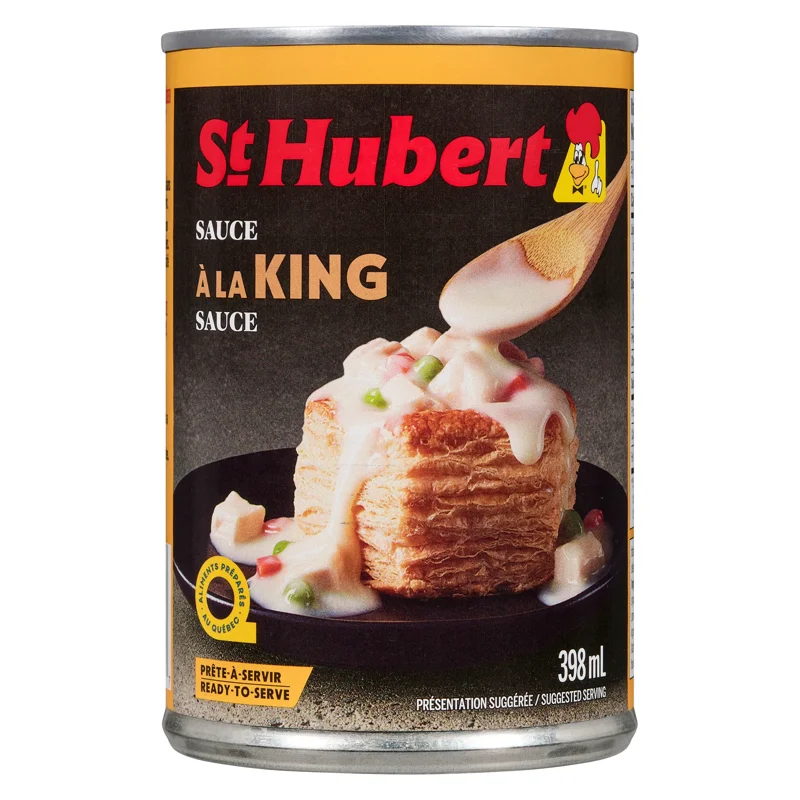 St Hubert
SAUCE
À LA KING
SAUCE
ALIMENTS PRÉPARÉS
AU QUÉBEC
PRÊTE-À-SERVIR
READY-TO-SERVE
398 mL
PRÉSENTATION SUGGÉRÉE / SUGGESTED SERVING